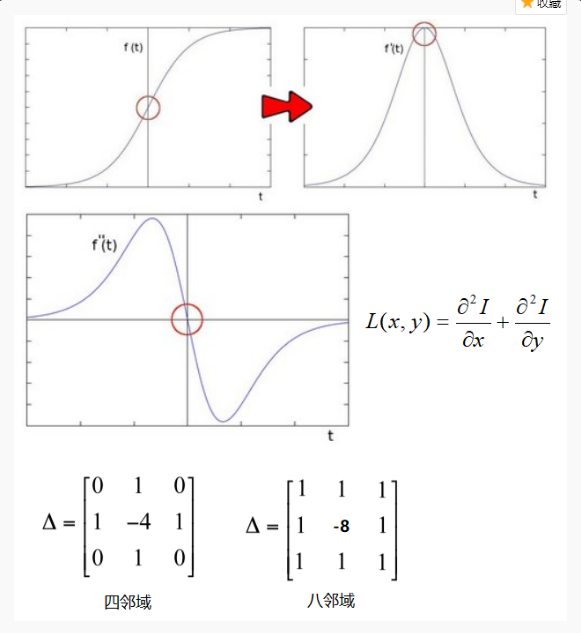 收藏
f (t)
f'(t)
t
t
f''(t)
L(x, y) = ∂²I/∂x + ∂²I/∂y
t
Δ = [0 1 0; 1 −4 1; 0 1 0]
Δ = [1 1 1; 1 -8 1; 1 1 1]
四邻域
八邻域